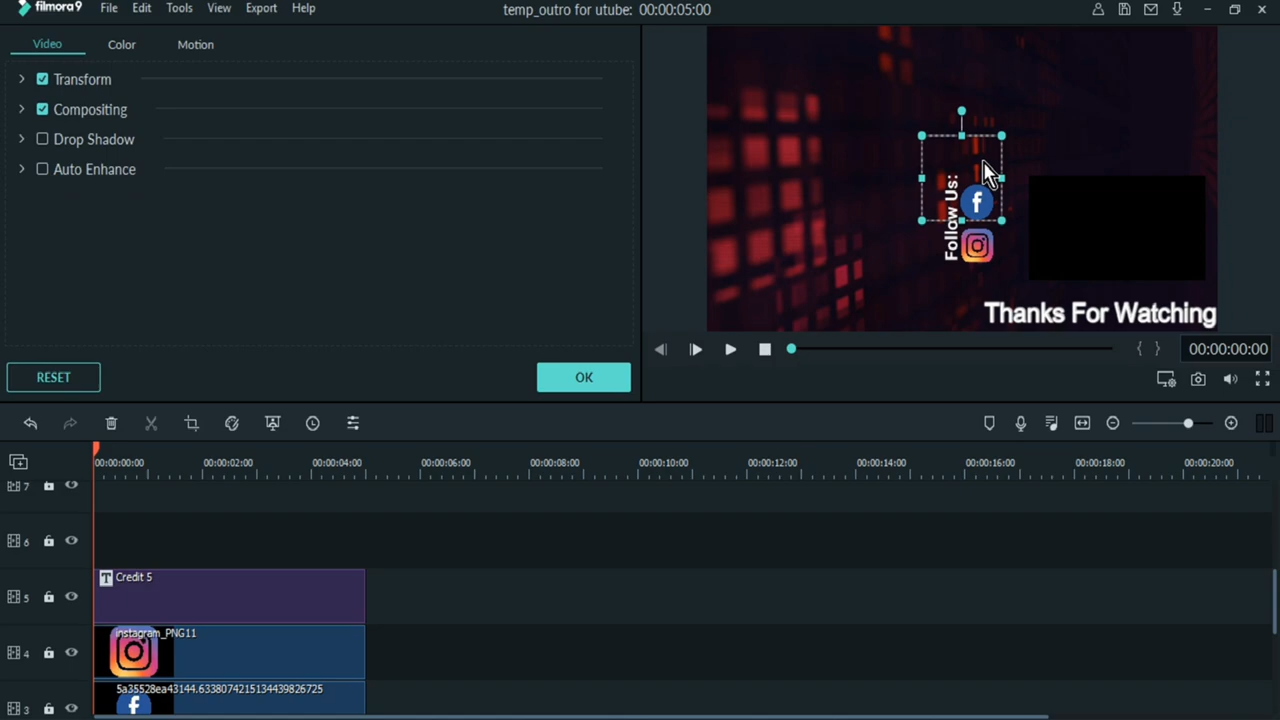 filmora9 File Edit Tools View Export Help temp_outro for utube: 00:00:05:00
Video Color Motion
Transform
Compositing
Drop Shadow
Auto Enhance
RESET OK
Follow Us:
Thanks For Watching
00:00:00:00
00:00:00:00 00:00:02:00 00:00:04:00 00:00:06:00 00:00:08:00 00:00:10:00 00:00:12:00 00:00:14:00 00:00:16:00 00:00:18:00 00:00:20:00
7
6
5 T Credit 5
4 instagram_PNG11
3 5a35528ea43144.6338074215134439826725